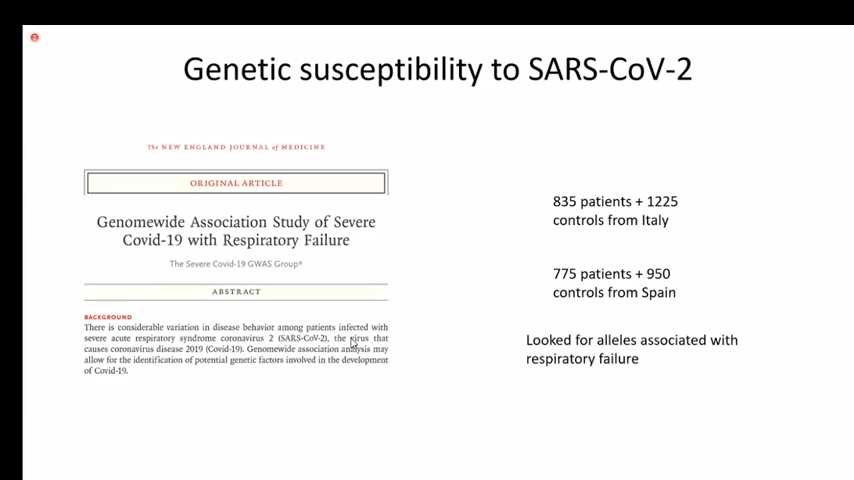 Genetic susceptibility to SARS-CoV-2
The NEW ENGLAND JOURNAL of MEDICINE
ORIGINAL ARTICLE
Genomewide Association Study of Severe
Covid-19 with Respiratory Failure
The Severe Covid-19 GWAS Group*
ABSTRACT
BACKGROUND
There is considerable variation in disease behavior among patients infected with
severe acute respiratory syndrome coronavirus 2 (SARS-CoV-2), the virus that
causes coronavirus disease 2019 (Covid-19). Genomewide association analysis may
allow for the identification of potential genetic factors involved in the development
of Covid-19.
835 patients + 1225
controls from Italy
775 patients + 950
controls from Spain
Looked for alleles associated with
respiratory failure